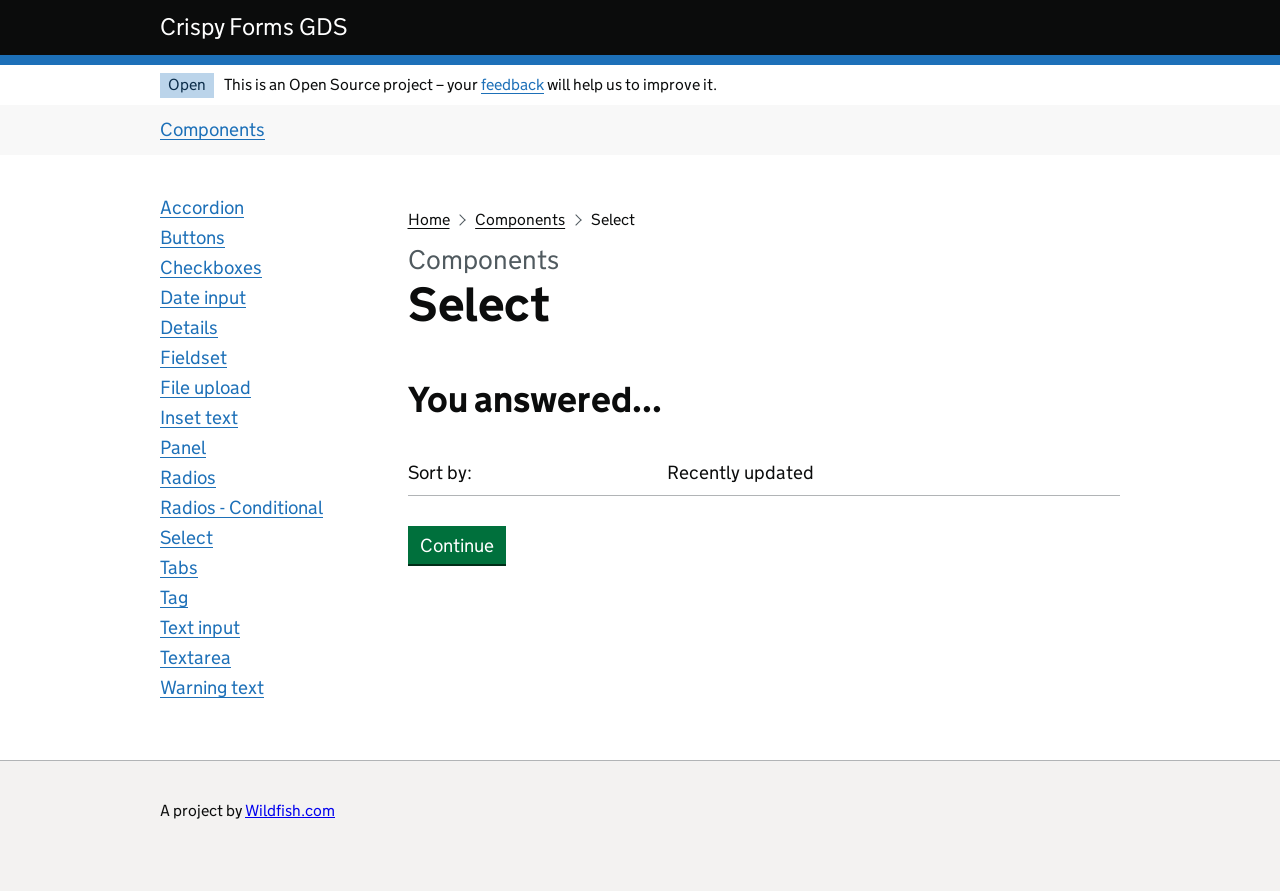 Crispy Forms GDS
Open This is an Open Source project – your feedback will help us to improve it.
Components
Accordion
Buttons
Checkboxes
Date input
Details
Fieldset
File upload
Inset text
Panel
Radios
Radios - Conditional
Select
Tabs
Tag
Text input
Textarea
Warning text
Home Components Select
Components
Select
You answered...
Sort by: Recently updated
Continue
A project by Wildfish.com